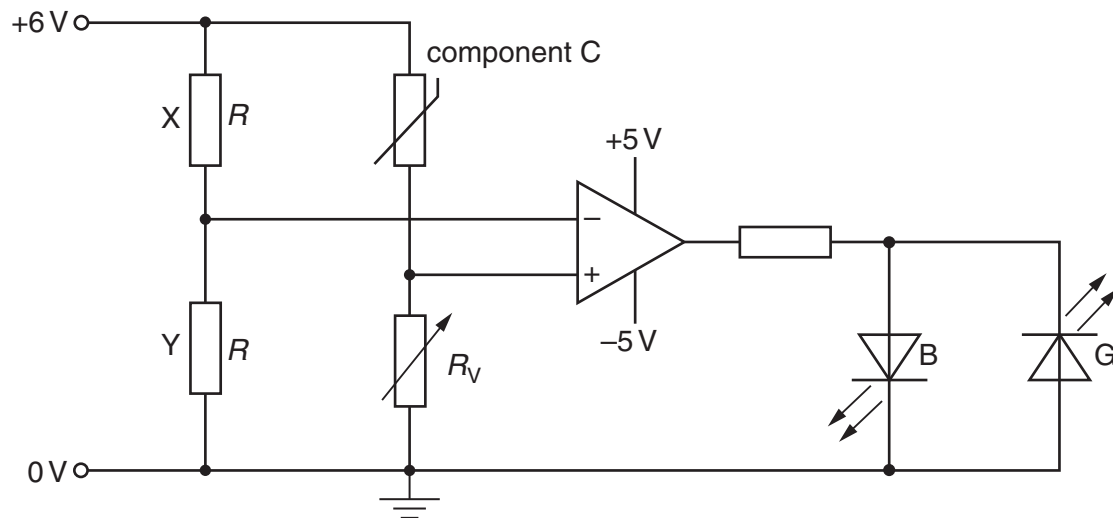 +6 V
component C
X R
+5 V
–
+
–5 V
Y R
R_V
B
G
0 V